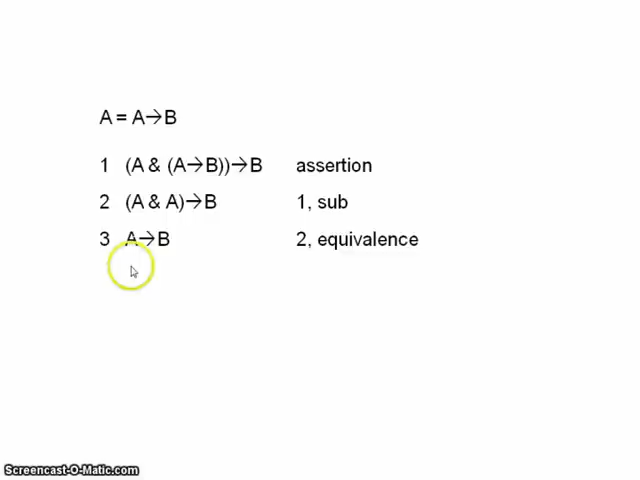 A = A→B
1 (A & (A→B))→B assertion
2 (A & A)→B 1, sub
3 A→B 2, equivalence
Screencast-O-Matic.com